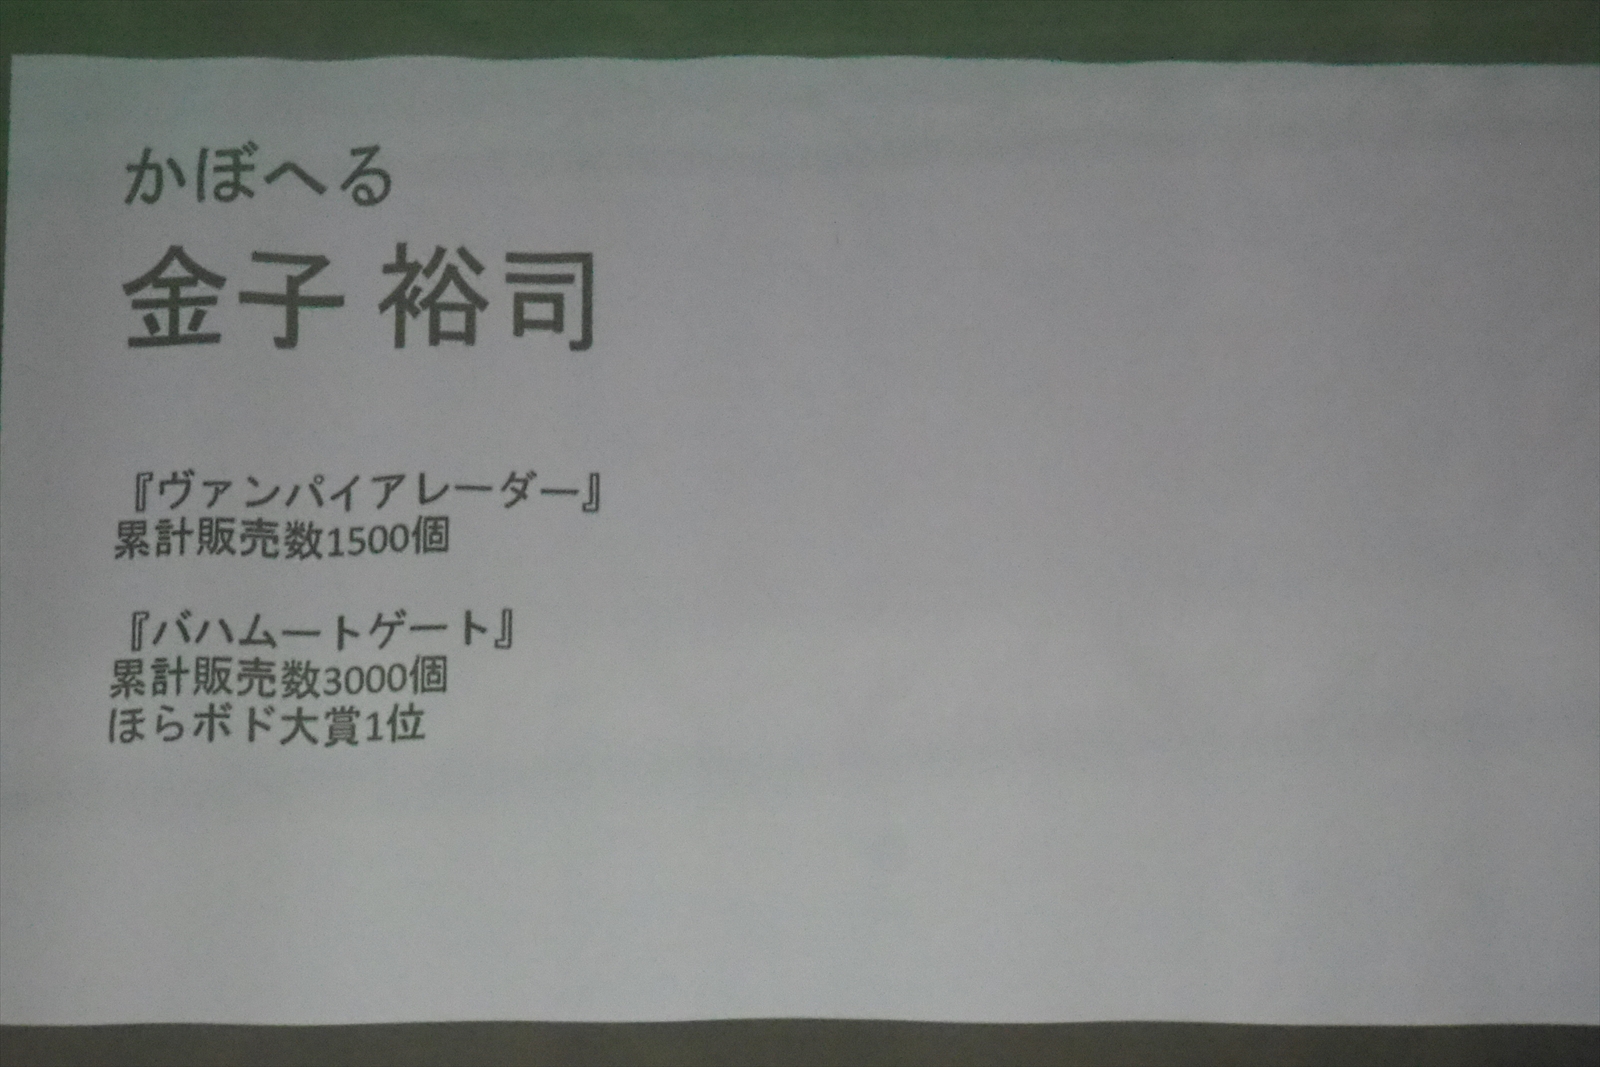 かぼへる
金子 裕司
『ヴァンパイアレーダー』
累計販売数1500個
『バハムートゲート』
累計販売数3000個
ほらボド大賞1位